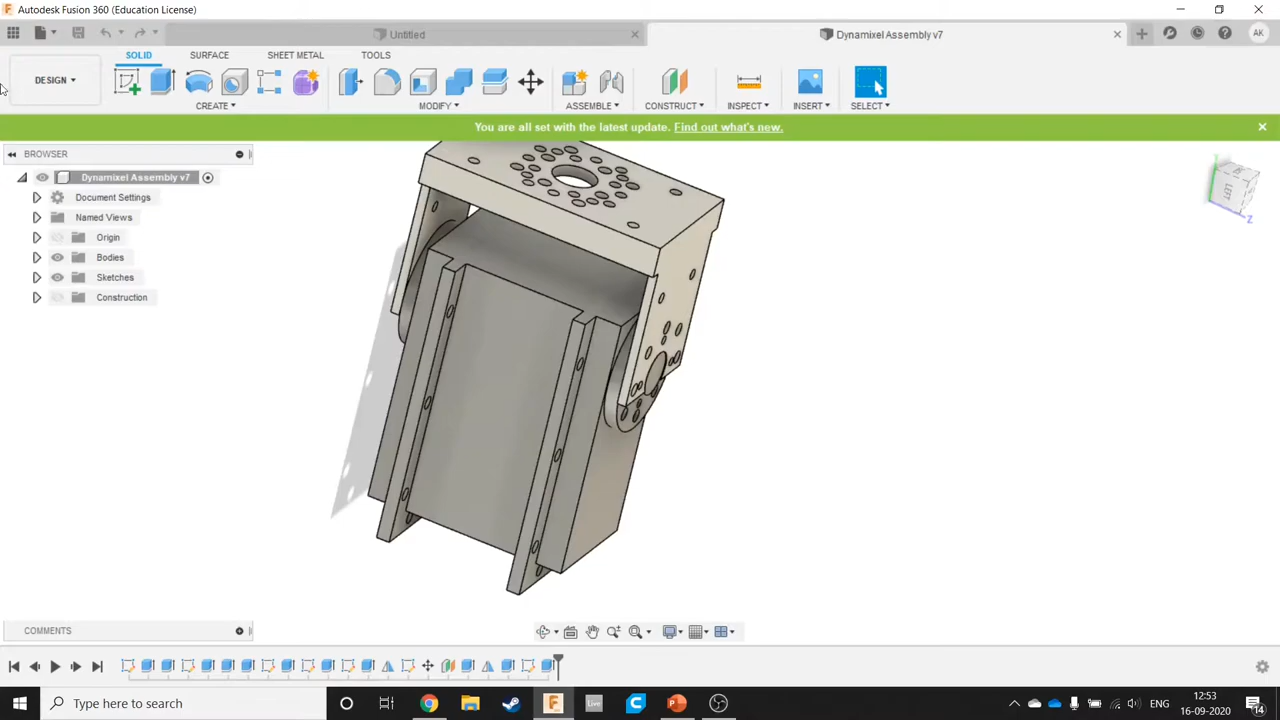 Autodesk Fusion 360 (Education License)
Untitled
Dynamixel Assembly v7
AK
DESIGN
SOLID
SURFACE
SHEET METAL
TOOLS
CREATE
MODIFY
ASSEMBLE
CONSTRUCT
INSPECT
INSERT
SELECT
You are all set with the latest update. Find out what's new.
BROWSER
Dynamixel Assembly v7
Document Settings
Named Views
Origin
Bodies
Sketches
Construction
LEFT
Z
COMMENTS
Type here to search
Live
ENG
12:53
16-09-2020
14